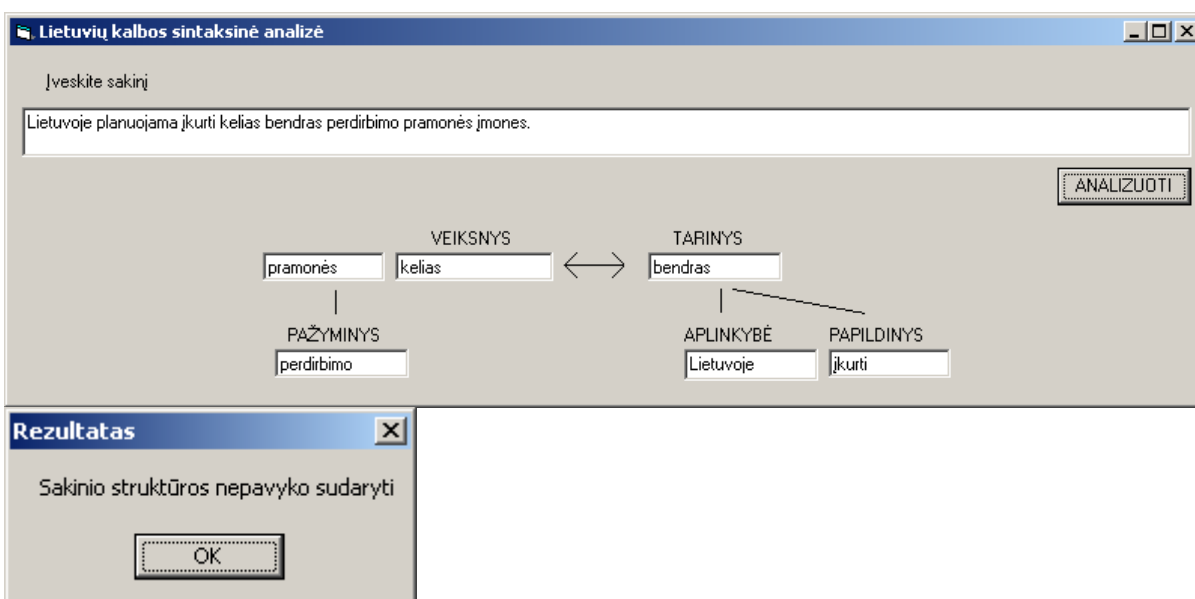 Lietuvių kalbos sintaksinė analizė
Įveskite sakinį
Lietuvoje planuojama įkurti kelias bendras perdirbimo pramonės įmones.
ANALIZUOTI
VEIKSNYS TARINYS
pramonės kelias bendras
PAŽYMINYS APLINKYBĖ PAPILDINYS
perdirbimo Lietuvoje įkurti
Rezultatas
Sakinio struktūros nepavyko sudaryti
OK